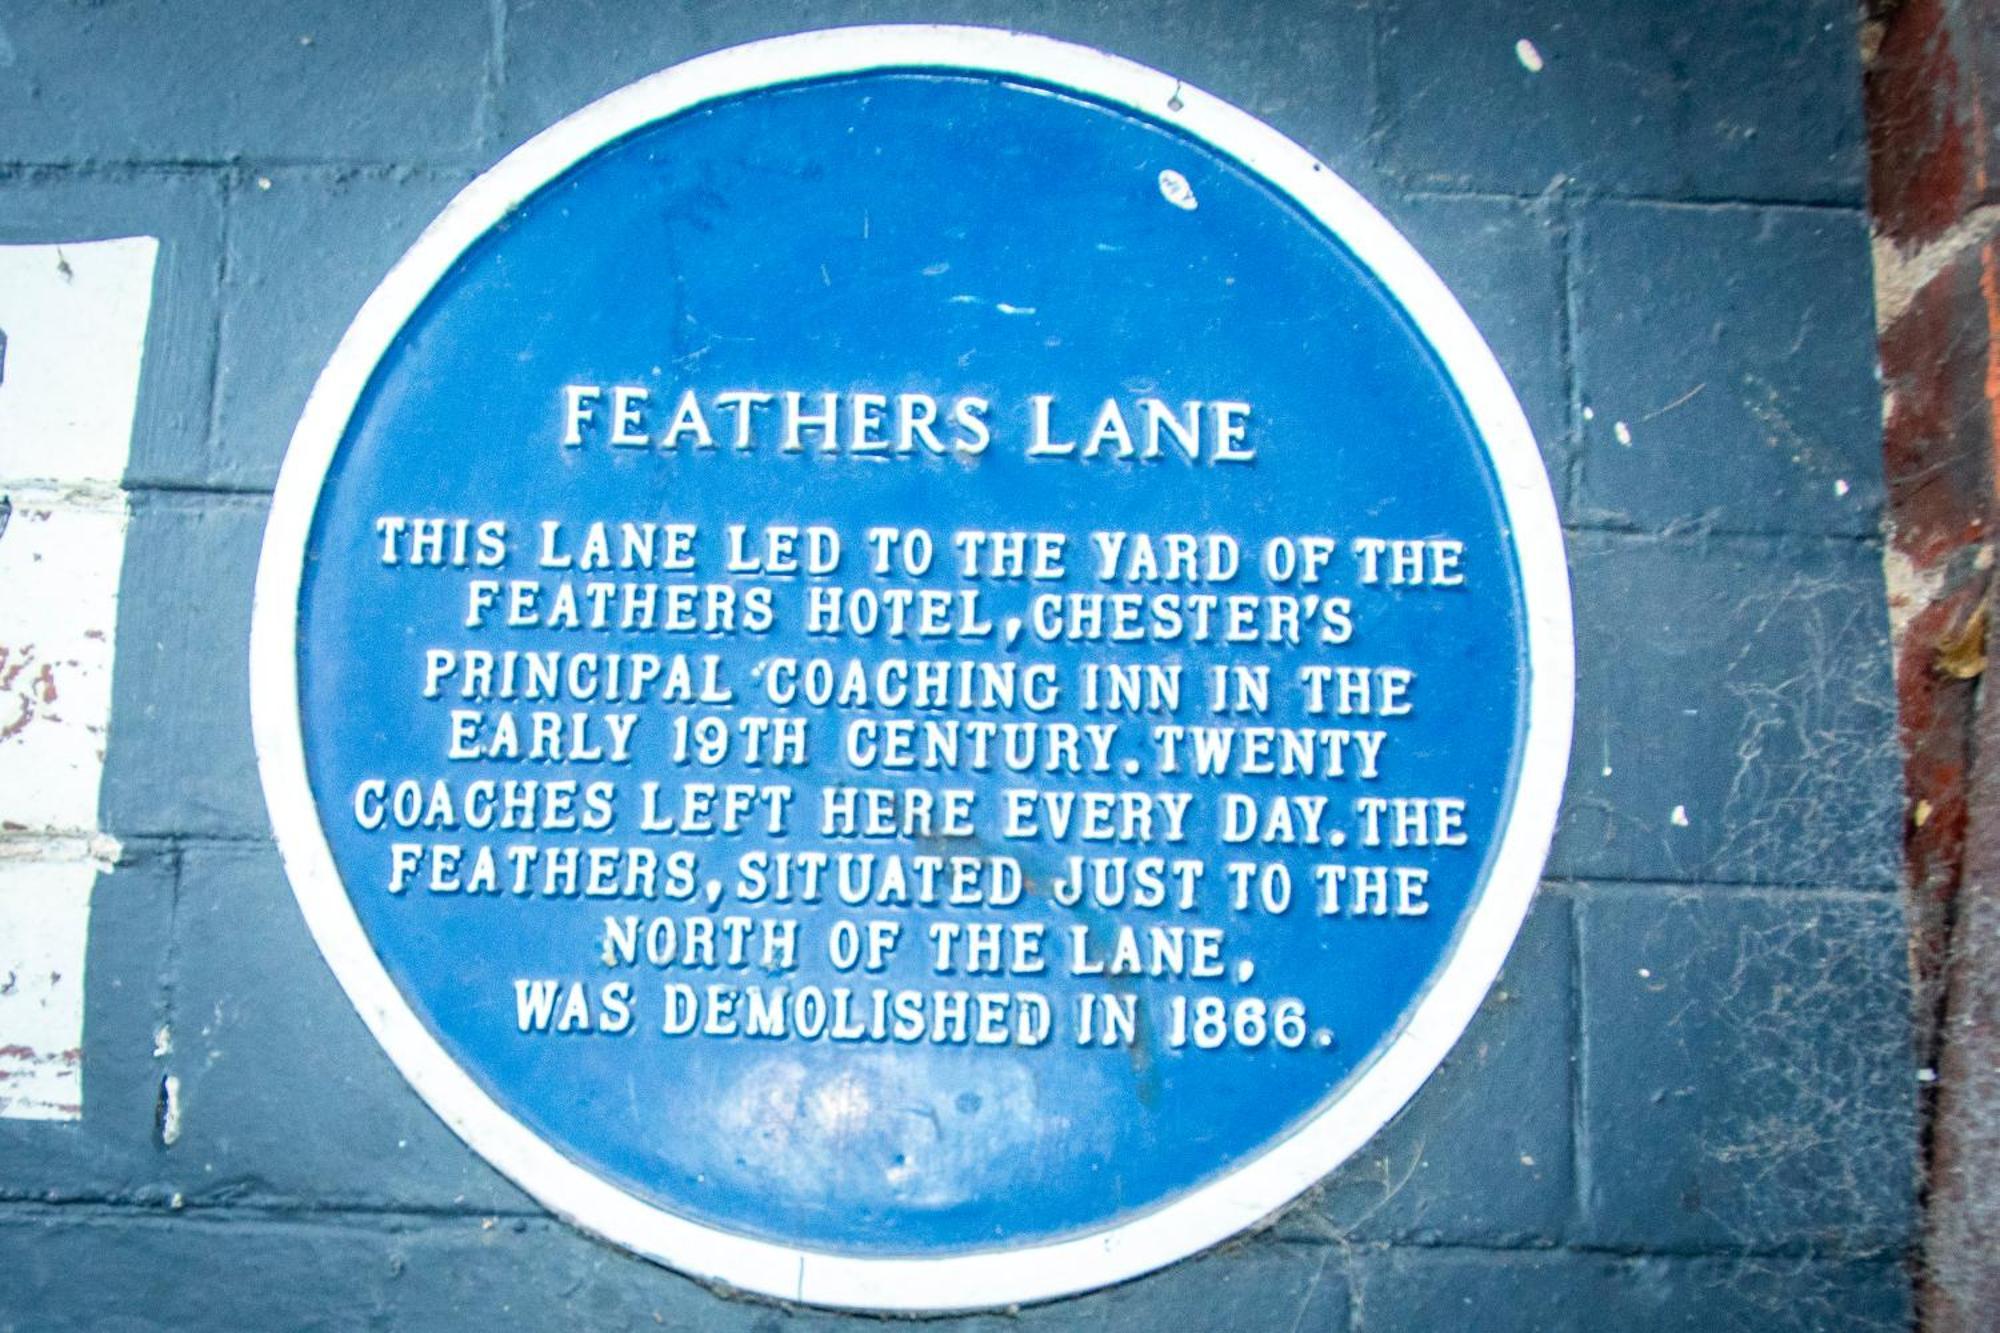 FEATHERS LANE
THIS LANE LED TO THE YARD OF THE
FEATHERS HOTEL, CHESTER'S
PRINCIPAL COACHING INN IN THE
EARLY 19TH CENTURY. TWENTY
COACHES LEFT HERE EVERY DAY. THE
FEATHERS, SITUATED JUST TO THE
NORTH OF THE LANE,
WAS DEMOLISHED IN 1866.